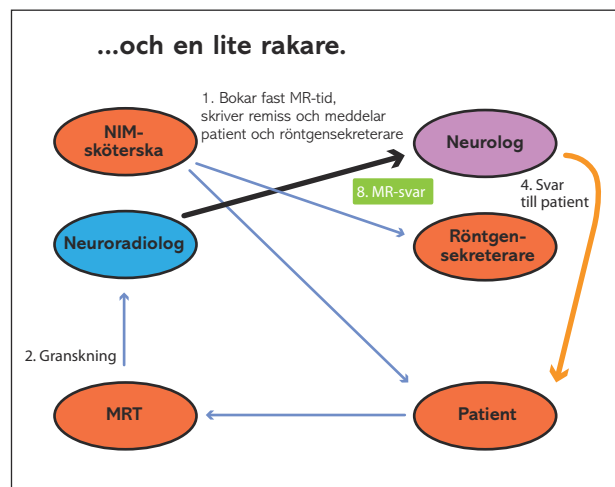 ...och en lite rakare.
1. Bokar fast MR-tid,
skriver remiss och meddelar
patient och röntgensekreterare
NIM-
sköterska
Neurolog
8. MR-svar
4. Svar
till patient
Neuroradiolog
Röntgen-
sekreterare
2. Granskning
MRT
Patient